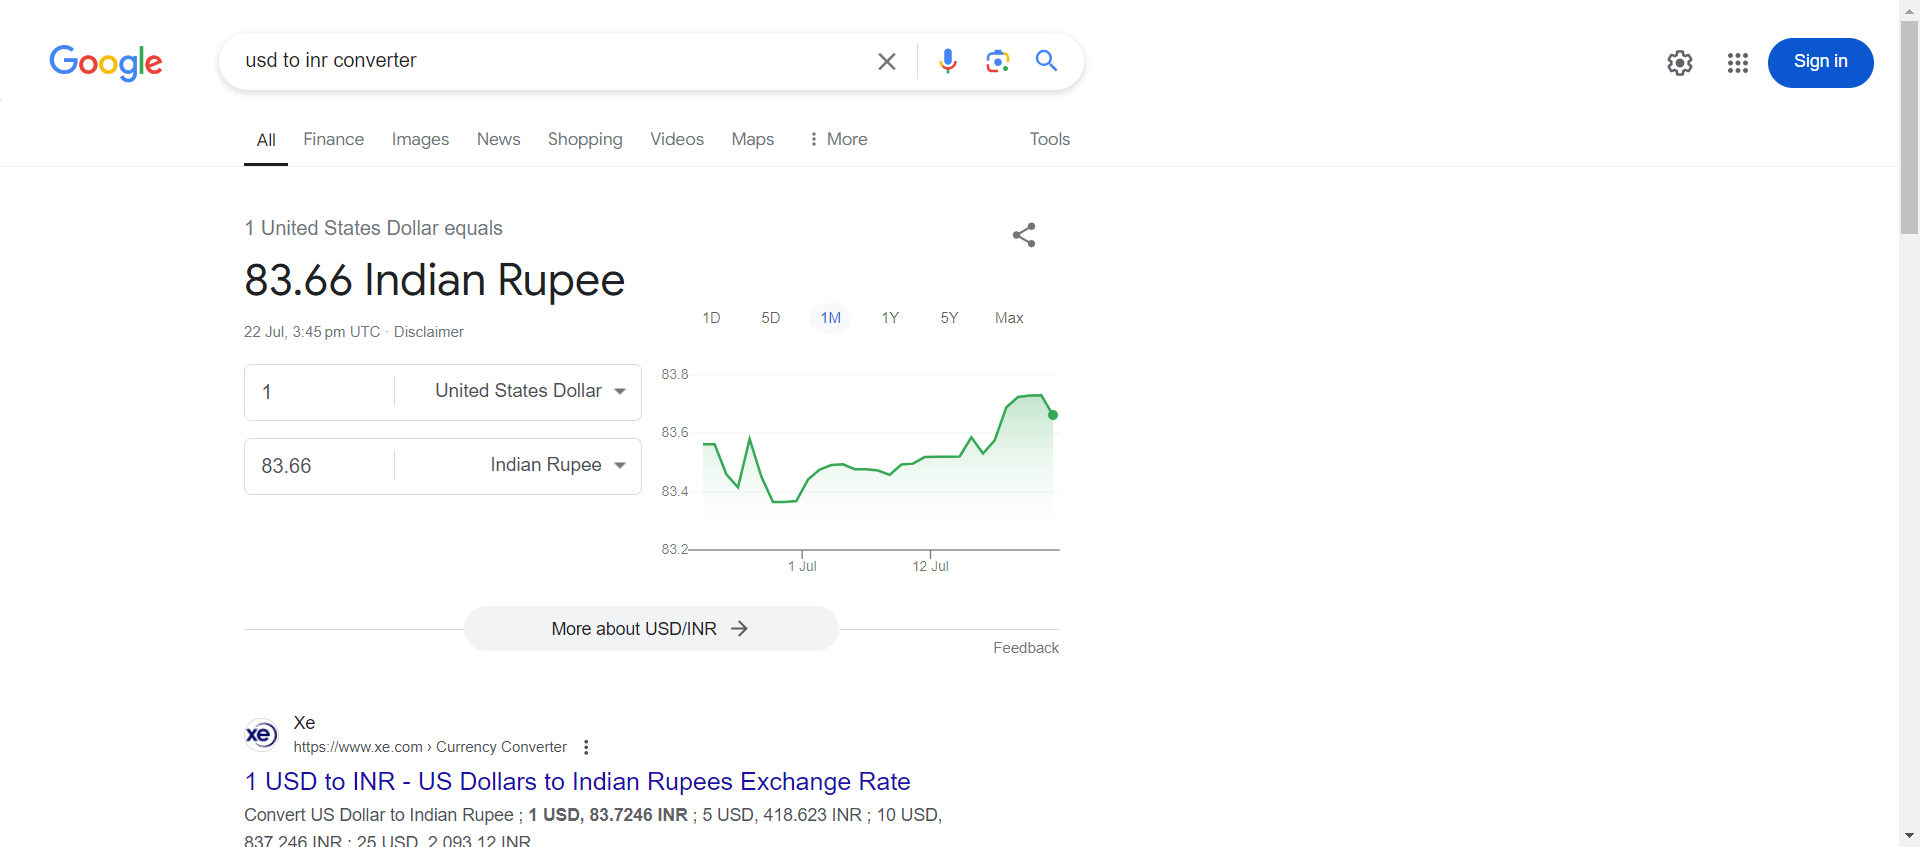 Google
usd to inr converter
Sign in
All Finance Images News Shopping Videos Maps More Tools
1 United States Dollar equals
83.66 Indian Rupee
22 Jul, 3:45 pm UTC · Disclaimer
1D 5D 1M 1Y 5Y Max
1 United States Dollar
83.66 Indian Rupee
83.8
83.6
83.4
83.2
1 Jul 12 Jul
More about USD/INR
Feedback
xe
Xe
https://www.xe.com › Currency Converter
1 USD to INR - US Dollars to Indian Rupees Exchange Rate
Convert US Dollar to Indian Rupee ; 1 USD, 83.7246 INR ; 5 USD, 418.623 INR ; 10 USD,
837.246 INR ; 25 USD, 2,093.12 INR